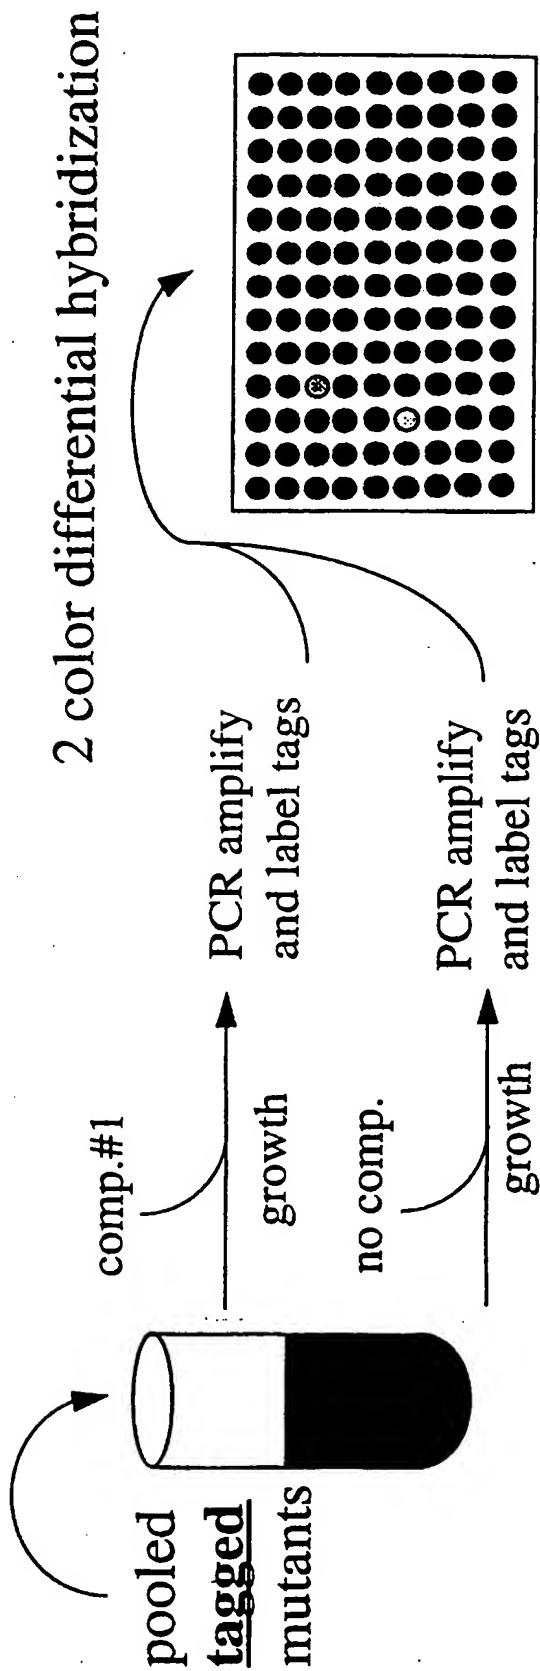 pooled
tagged
mutants
comp.#1
growth
no comp.
growth
PCR amplify
and label tags
PCR amplify
and label tags
2 color differential hybridization